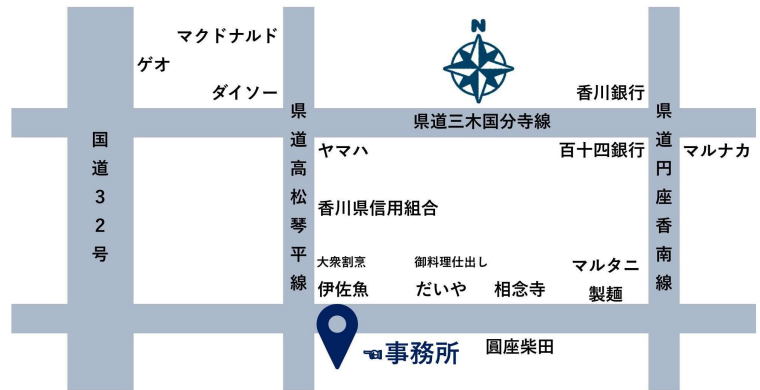 N
マクドナルド
ゲオ
ダイソー
香川銀行
県道三木国分寺線
国道32号
県道高松琴平線
県道円座香南線
ヤマハ
百十四銀行
マルナカ
香川県信用組合
大衆割烹
伊佐魚
御料理仕出し
だいや
相念寺
マルタニ
製麺
☜事務所
圓座柴田